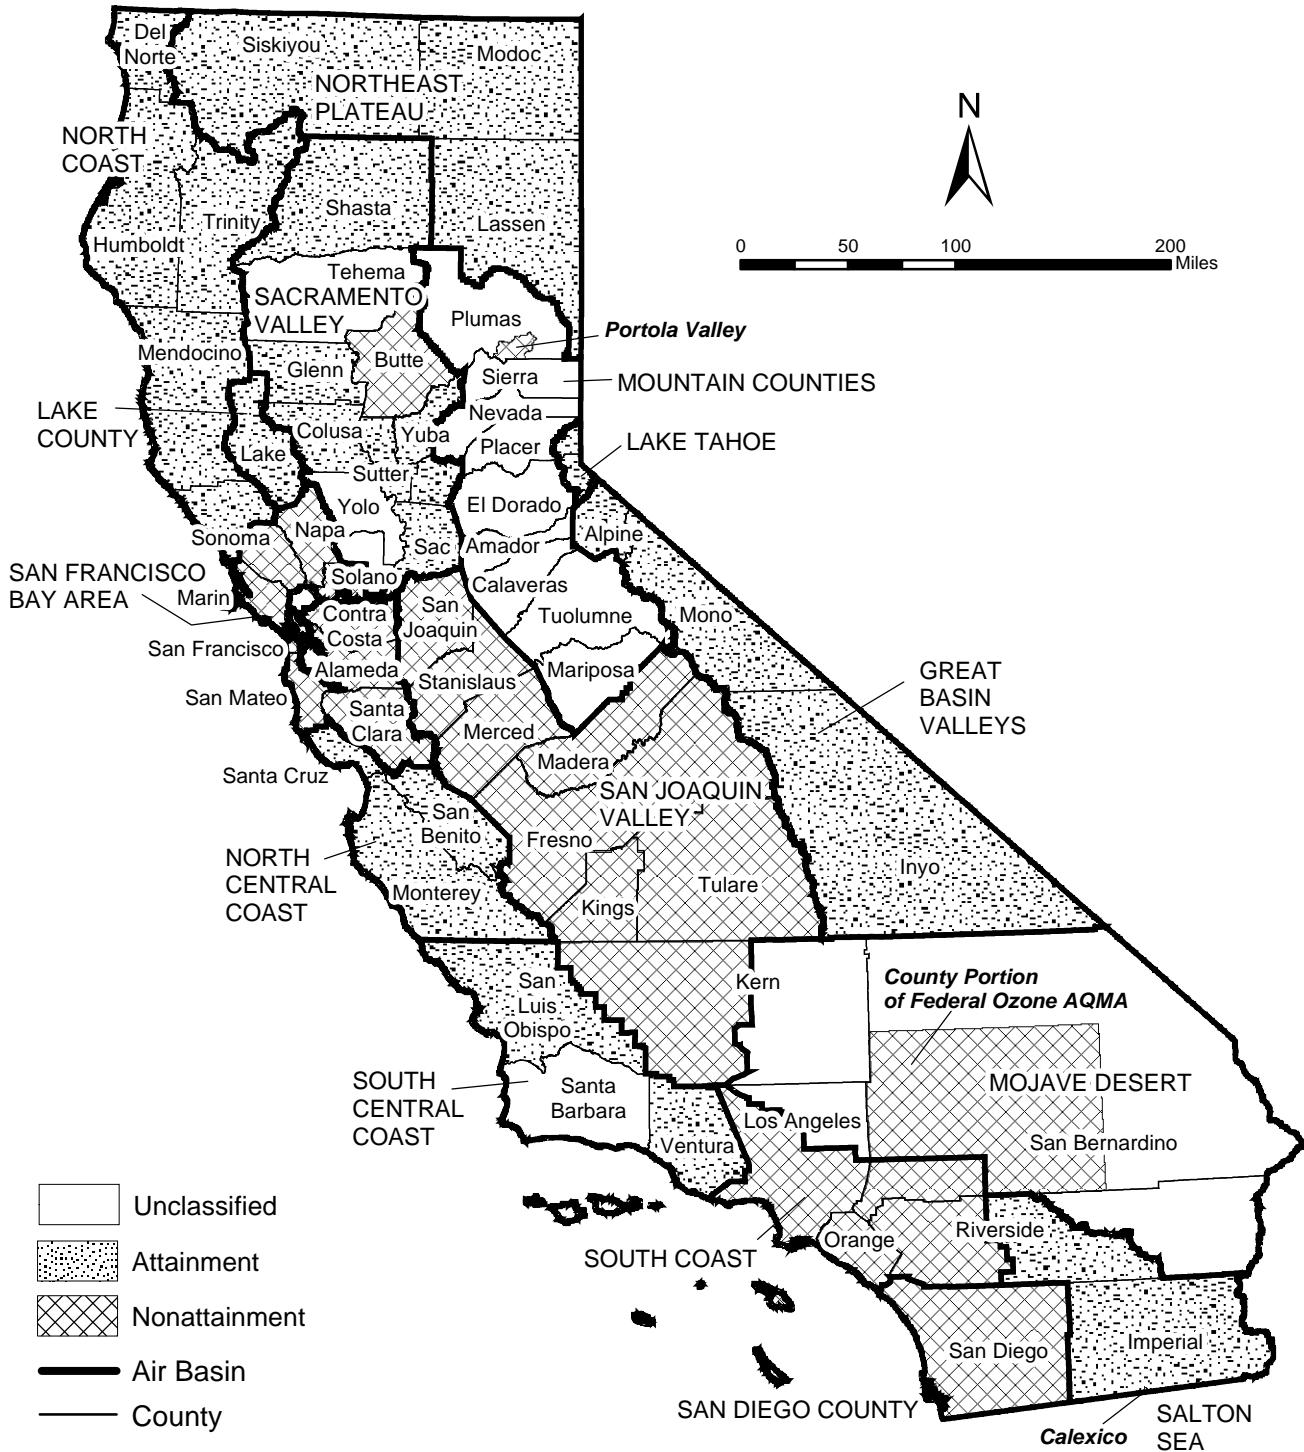 Del
Norte
Siskiyou
Modoc
NORTHEAST
PLATEAU
NORTH
COAST
N
Shasta
Trinity
Lassen
Humboldt
0 50 100 200
Miles
Tehema
SACRAMENTO
VALLEY
Plumas
Portola Valley
Mendocino
Butte
Glenn
Sierra
MOUNTAIN COUNTIES
LAKE
COUNTY
Nevada
Colusa
Yuba
Placer
LAKE TAHOE
Lake
Sutter
Yolo
El Dorado
Napa
Sonoma
Sac
Amador
Alpine
SAN FRANCISCO
BAY AREA
Solano
Calaveras
Marin
San
Joaquin
Contra
Costa
Tuolumne
Mono
San Francisco
Alameda
Stanislaus
Mariposa
GREAT
BASIN
VALLEYS
San Mateo
Santa
Clara
Merced
Madera
Santa Cruz
SAN JOAQUIN
VALLEY
San
Benito
Fresno
NORTH
CENTRAL
COAST
Inyo
Monterey
Tulare
Kings
San
Luis
Obispo
Kern
County Portion
of Federal Ozone AQMA
SOUTH
CENTRAL
COAST
Santa
Barbara
MOJAVE DESERT
Los Angeles
Ventura
San Bernardino
Unclassified
Attainment
Nonattainment
Air Basin
County
Riverside
Orange
SOUTH COAST
San Diego
Imperial
SAN DIEGO COUNTY
Calexico
SALTON
SEA